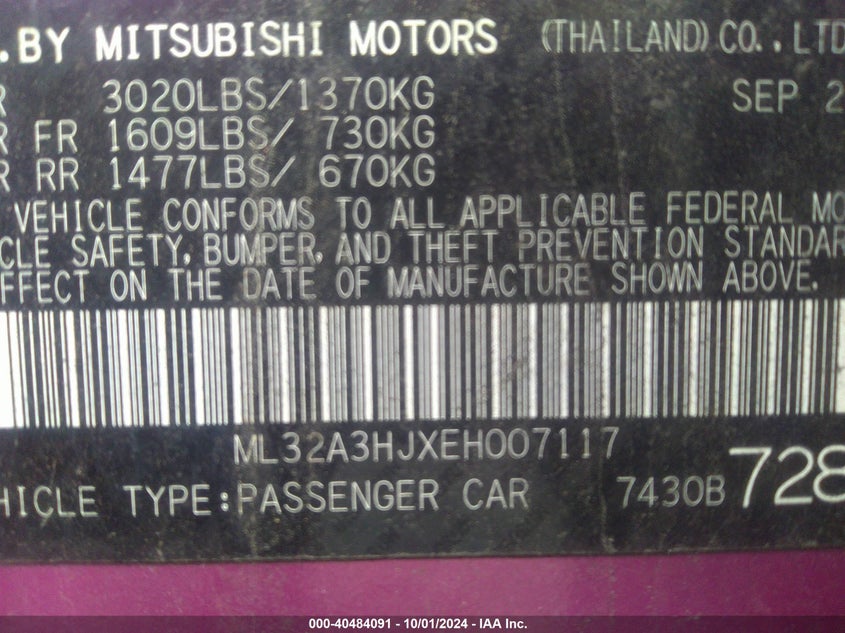 .BY MITSUBISHI MOTORS (THAILAND) CO., LTD
R 3020LBS/1370KG SEP 2
R FR 1609LBS/ 730KG
R RR 1477LBS/ 670KG
VEHICLE CONFORMS TO ALL APPLICABLE FEDERAL MO
CLE SAFETY, BUMPER, AND THEFT PREVENTION STANDAR
FFECT ON THE DATE OF MANUFACTURE SHOWN ABOVE.
ML32A3HJXEH007117
HICLE TYPE:PASSENGER CAR 7430B 728
000-40484091 - 10/01/2024 - IAA Inc.